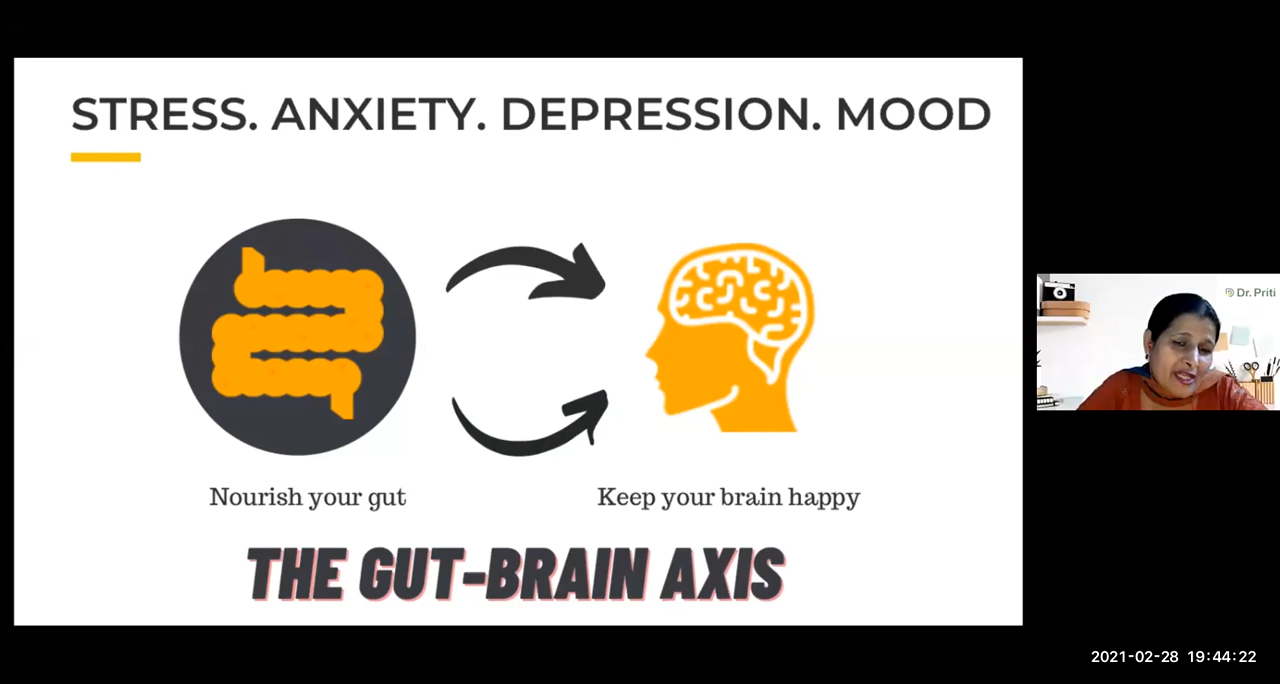 STRESS. ANXIETY. DEPRESSION. MOOD
Nourish your gut
Keep your brain happy
THE GUT-BRAIN AXIS
Dr. Priti
2021-02-28 19:44:22